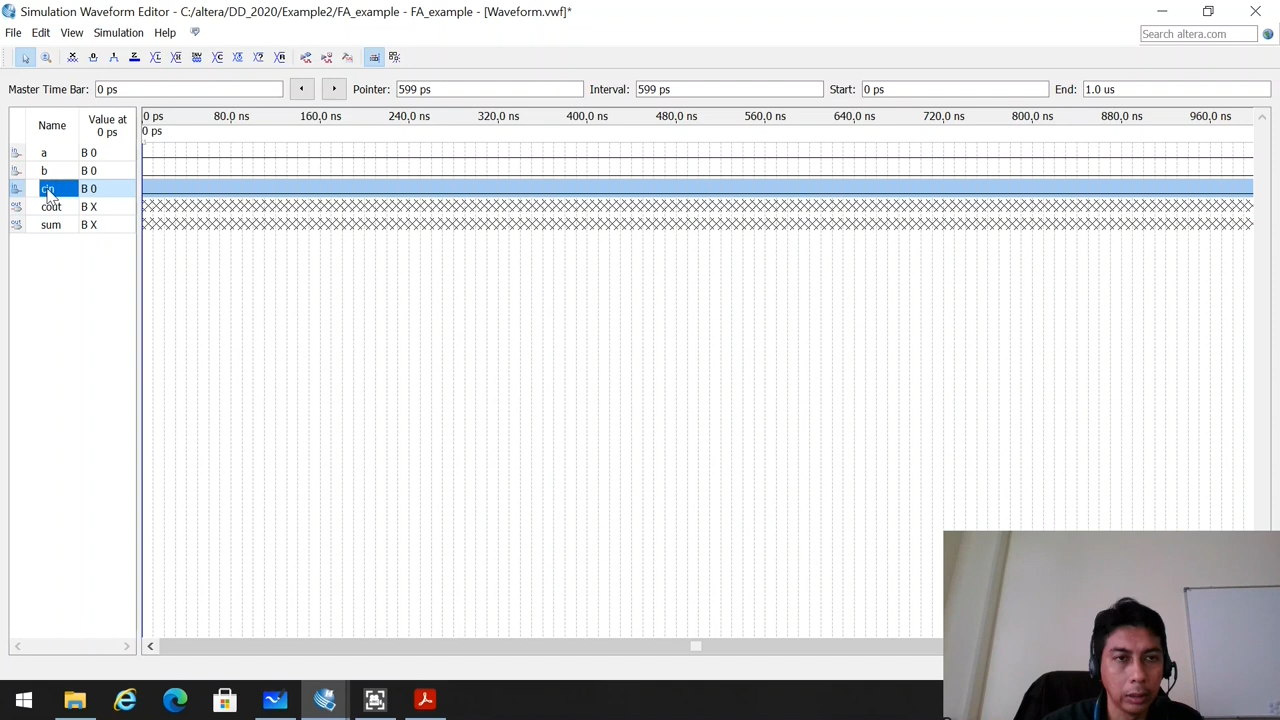 Simulation Waveform Editor - C:/altera/DD_2020/Example2/FA_example - FA_example - [Waveform.vwf]*
File Edit View Simulation Help
Search altera.com
Master Time Bar: 0 ps Pointer: 599 ps Interval: 599 ps Start: 0 ps End: 1.0 us
Name Value at 0 ps
0 ps 80.0 ns 160.0 ns 240.0 ns 320.0 ns 400.0 ns 480.0 ns 560.0 ns 640.0 ns 720.0 ns 800.0 ns 880.0 ns 960.0 ns
0 ps
a B 0
b B 0
cin B 0
cout B X
sum B X